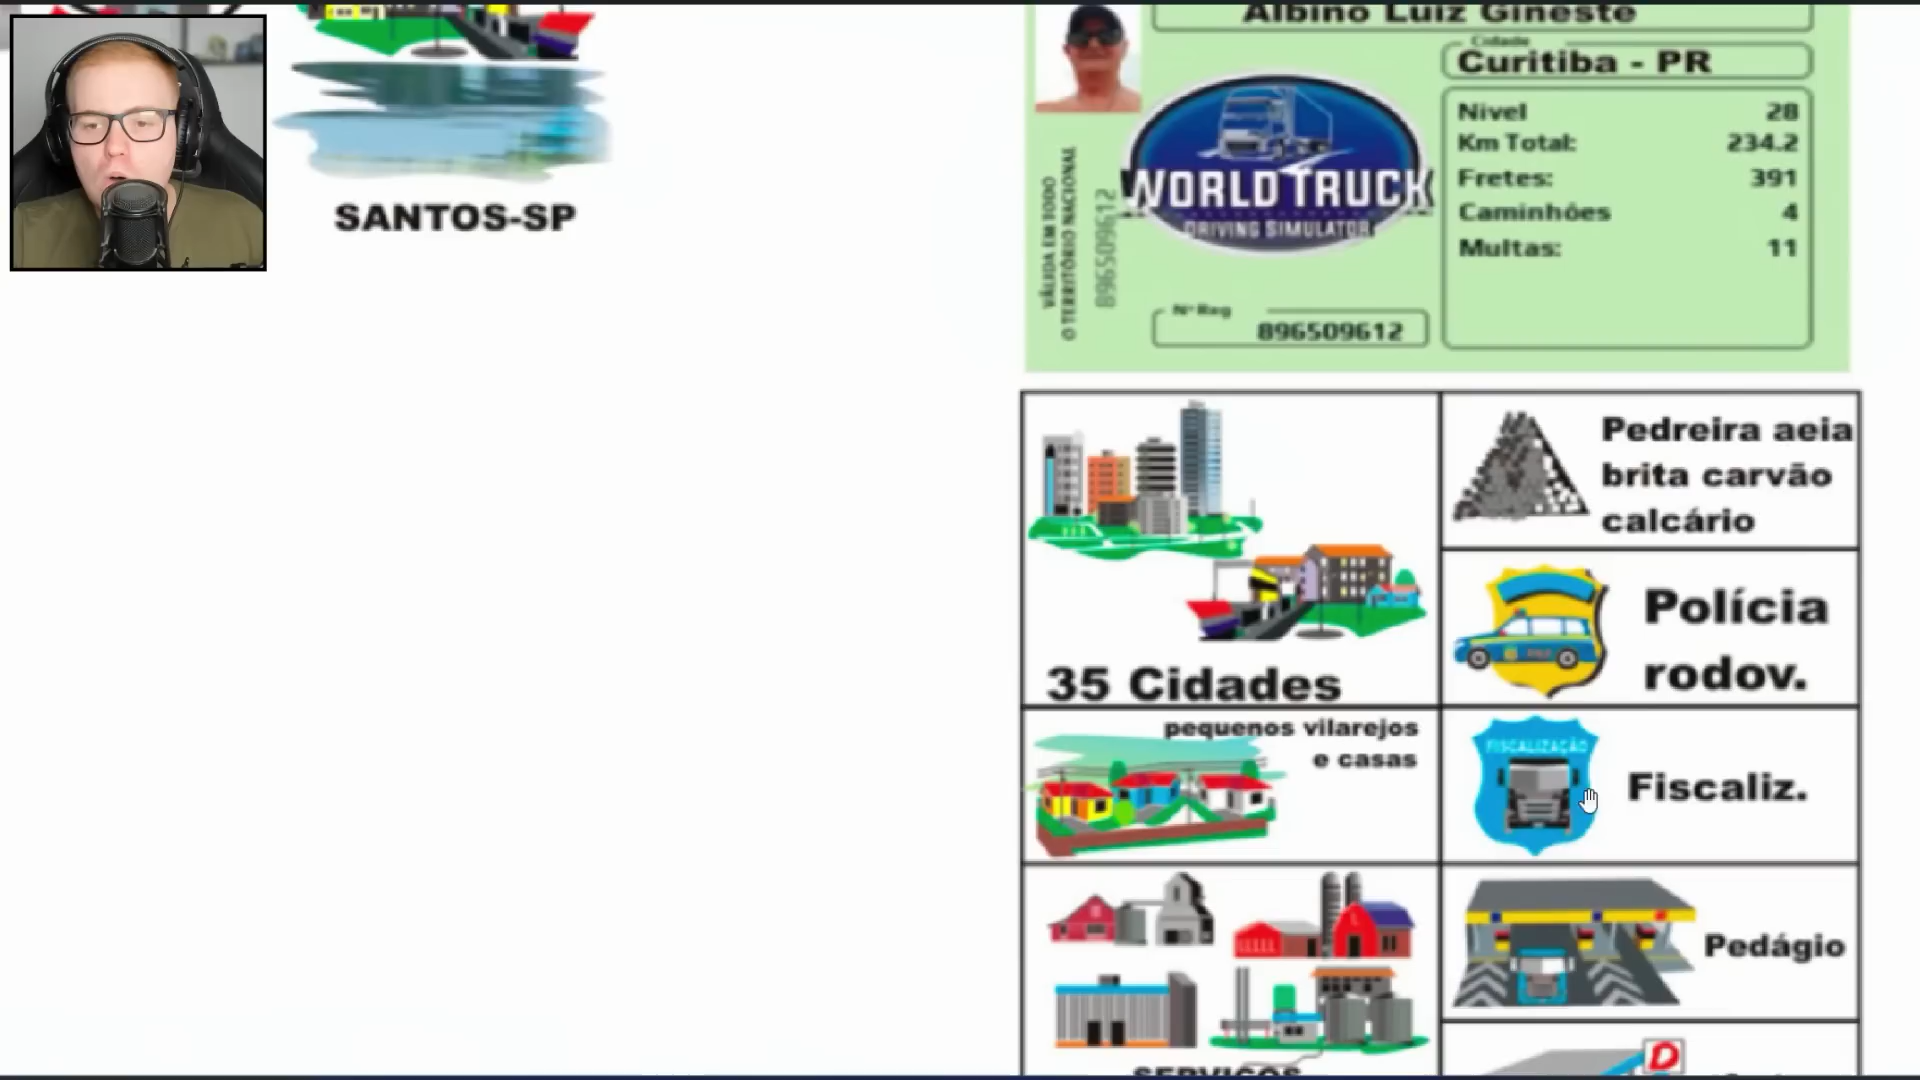 SANTOS-SP
Albino Luiz Gineste
Cidade
Curitiba - PR
Nivel 28
Km Total: 234.2
Fretes: 391
Caminhões 4
Multas: 11
VÁLIDA EM TODO
O TERRITÓRIO NACIONAL
896509612
WORLD TRUCK
DRIVING SIMULATOR
Nº Reg
896509612
35 Cidades
pequenos vilarejos
e casas
SERVIÇOS
Pedreira aeia
brita carvão
calcário
Polícia
rodov.
FISCALIZAÇÃO
Fiscaliz.
Pedágio
D